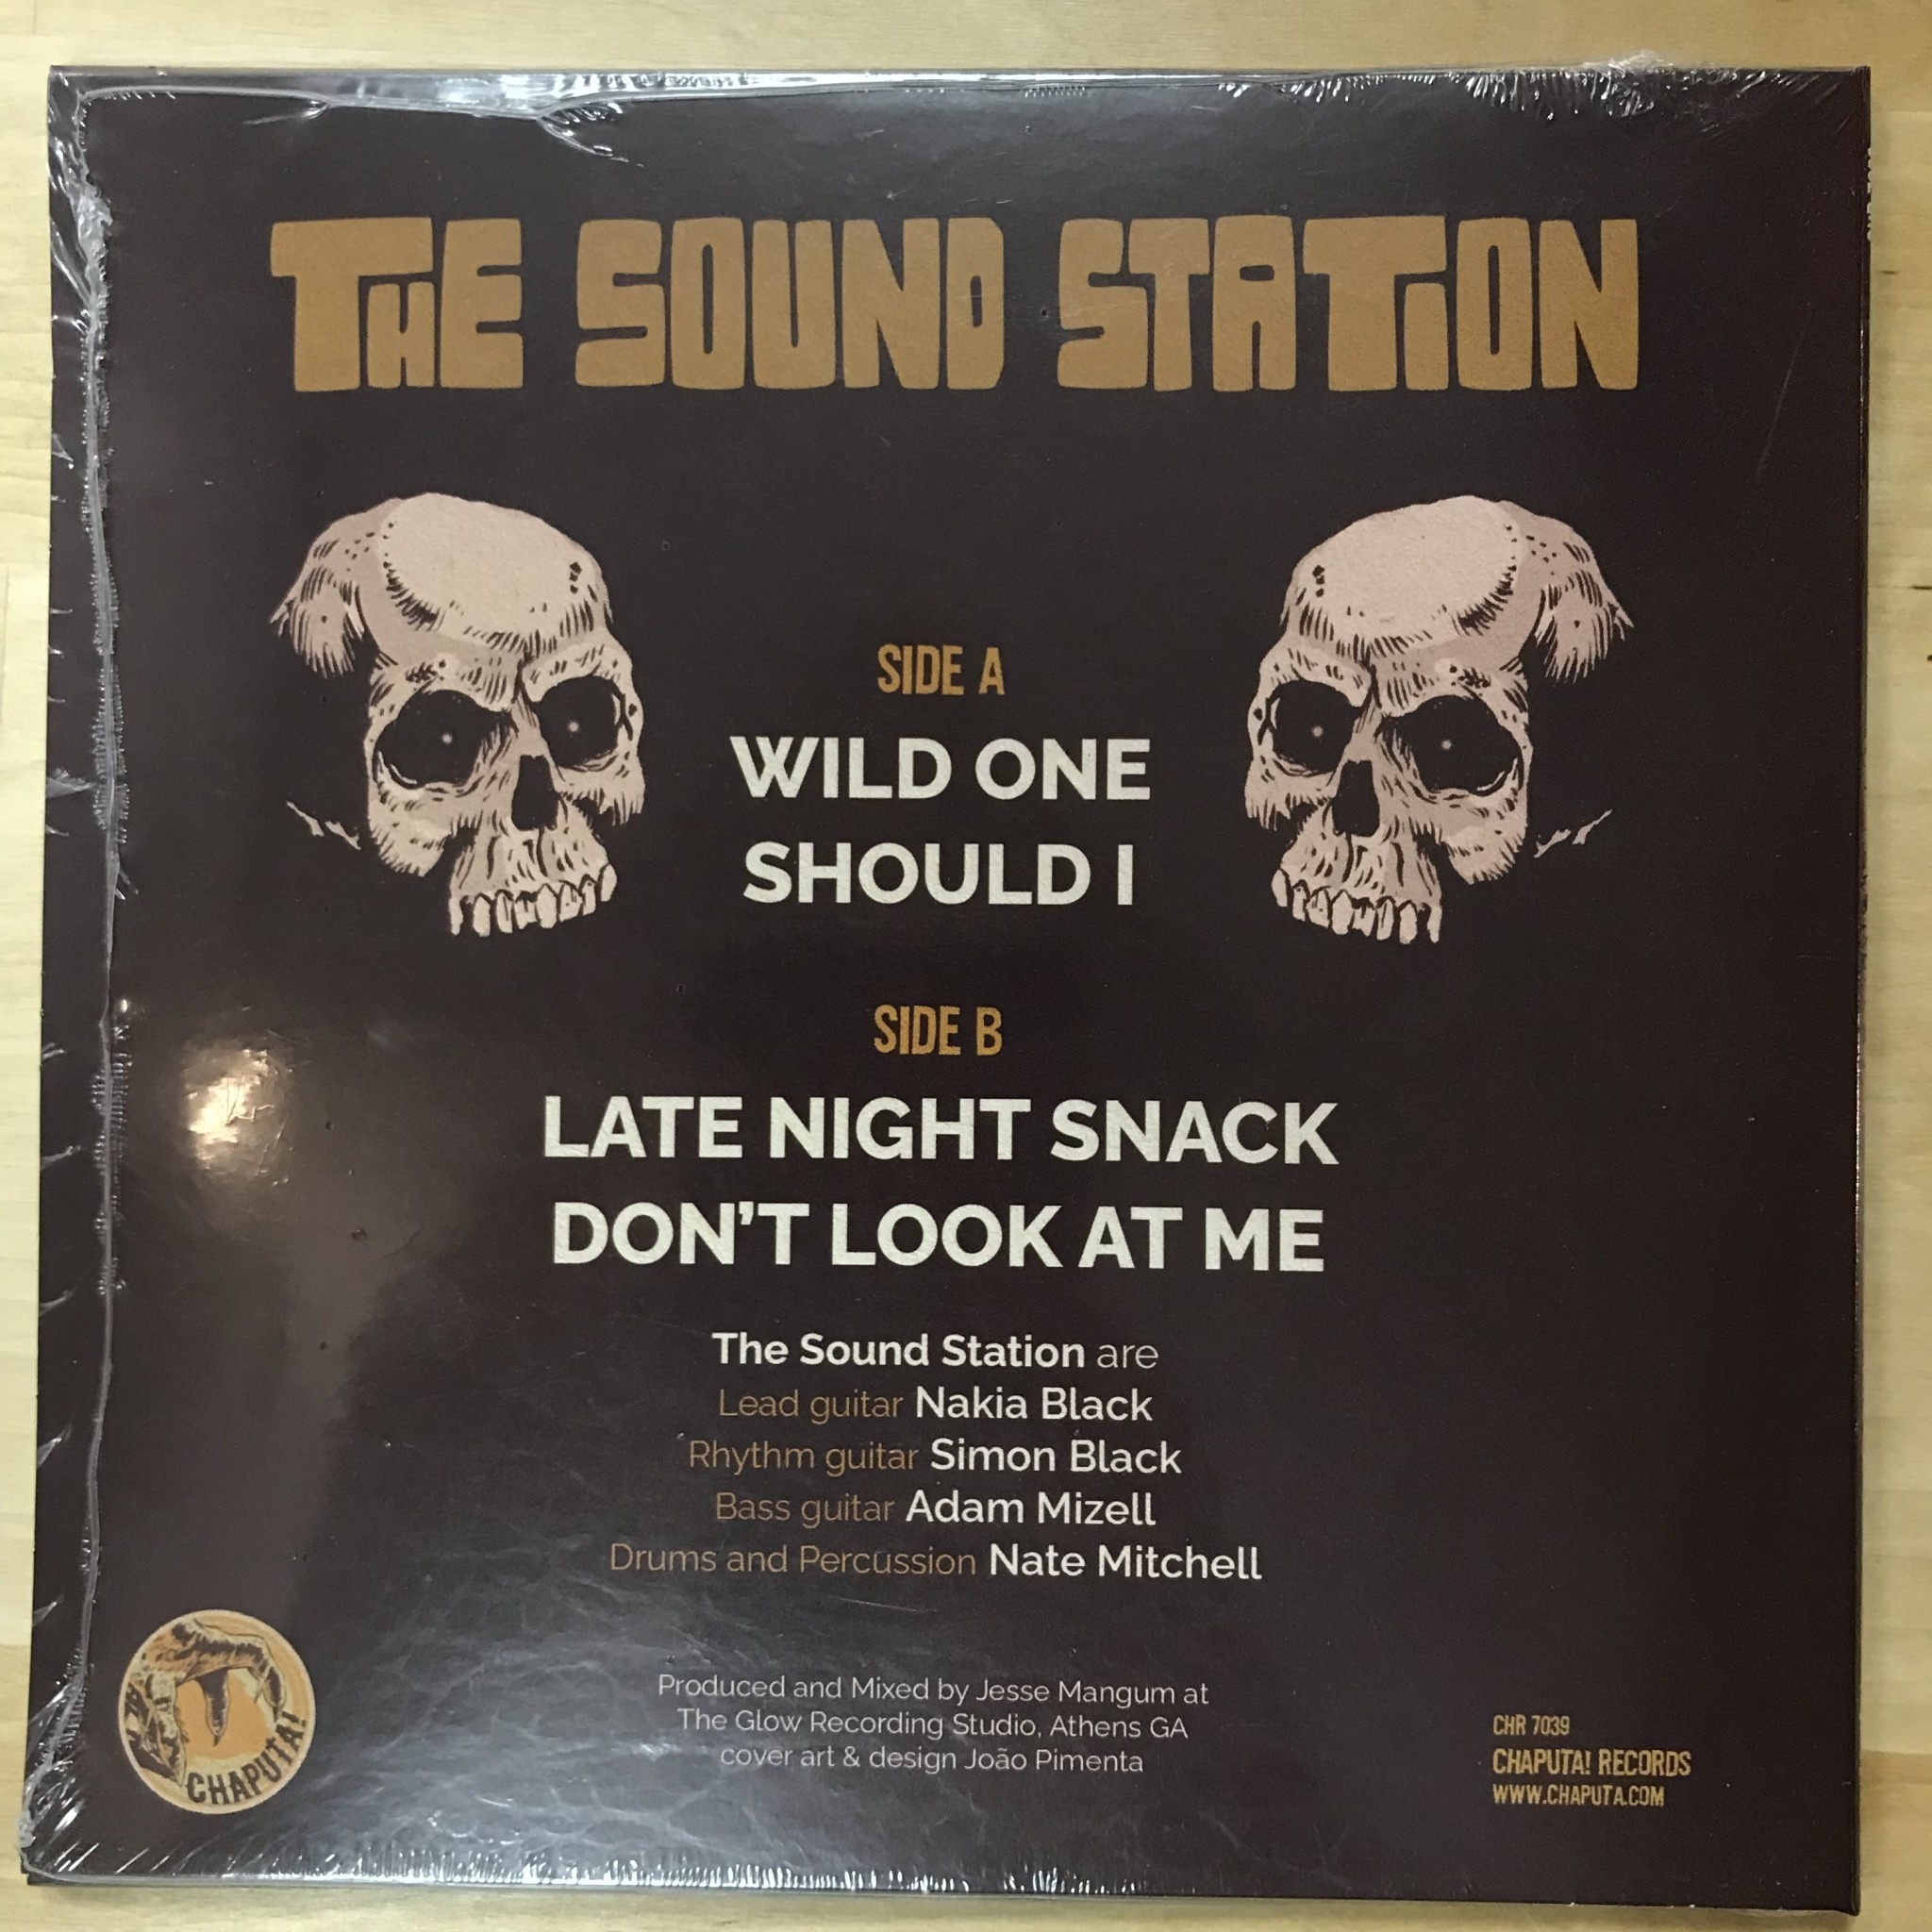 THE SOUND STATION
SIDE A
WILD ONE
SHOULD I
SIDE B
LATE NIGHT SNACK
DON'T LOOK AT ME
The Sound Station are
Lead guitar Nakia Black
Rhythm guitar Simon Black
Bass guitar Adam Mizell
Drums and Percussion Nate Mitchell
Produced and Mixed by Jesse Mangum at
The Glow Recording Studio, Athens GA
cover art & design João Pimenta
CHAPUTA!
CHR 7039
CHAPUTA! RECORDS
WWW.CHAPUTA.COM